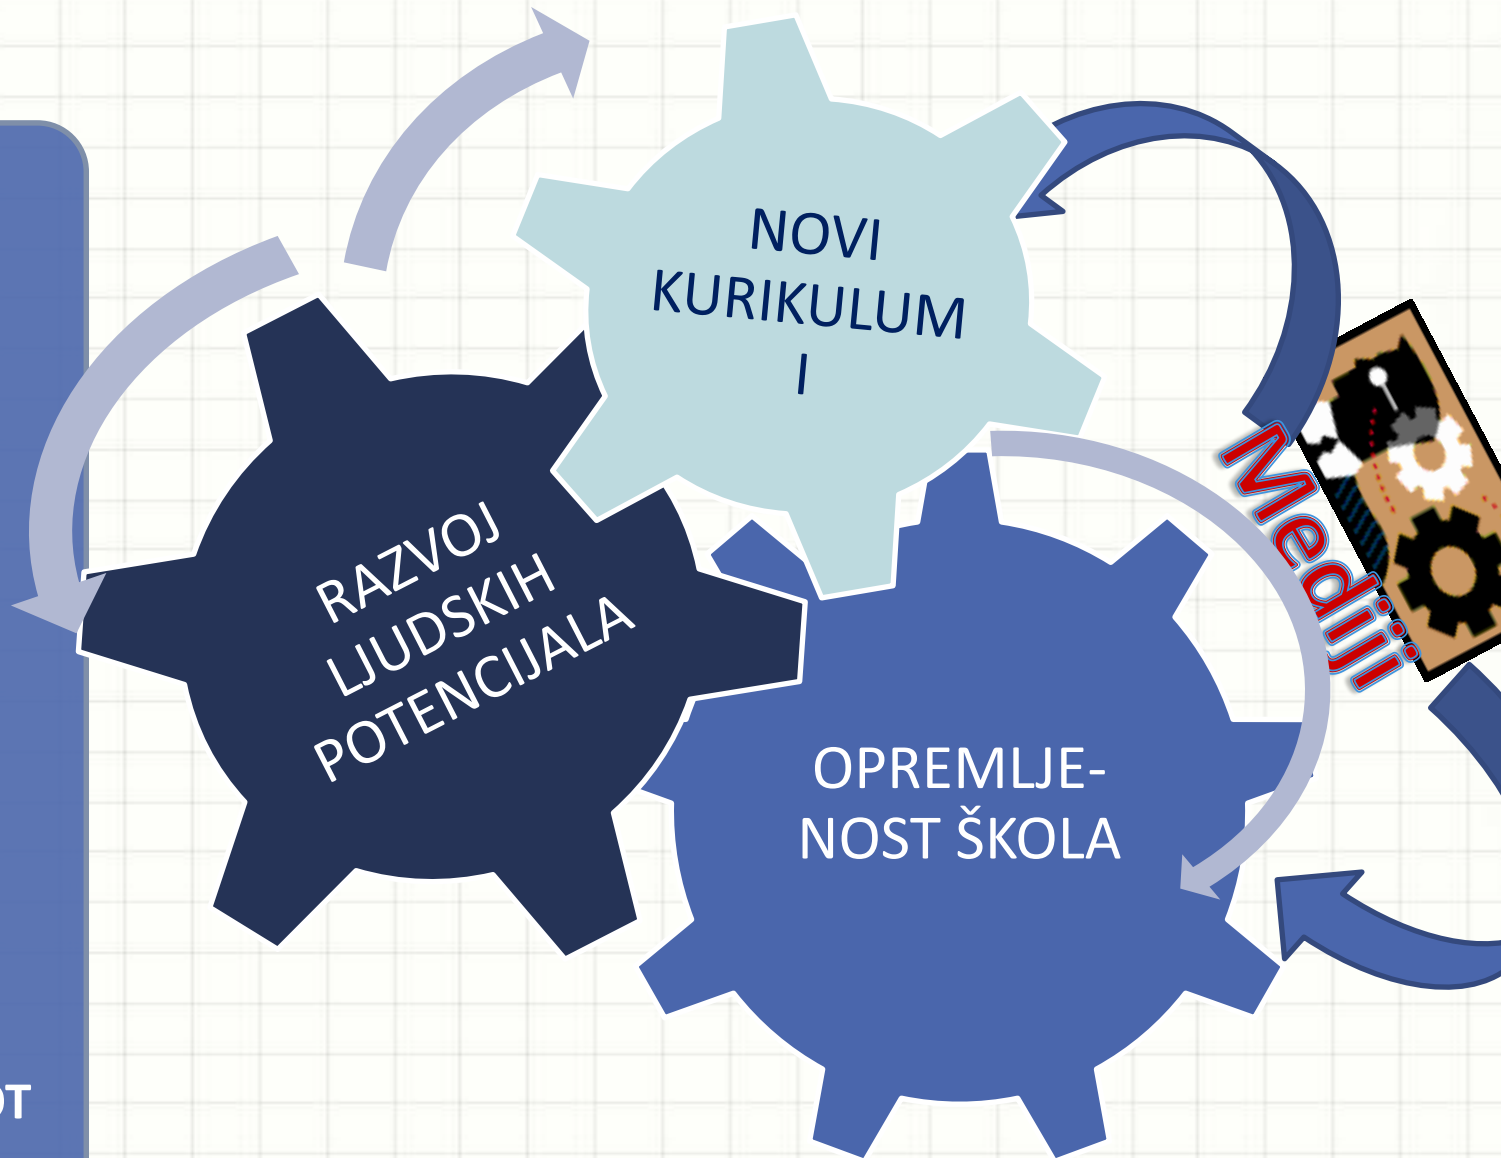 NOVI
KURIKULUM
I
RAZVOJ
LJUDSKIH
POTENCIJALA
OPREMLJE-
NOST ŠKOLA
Mediji